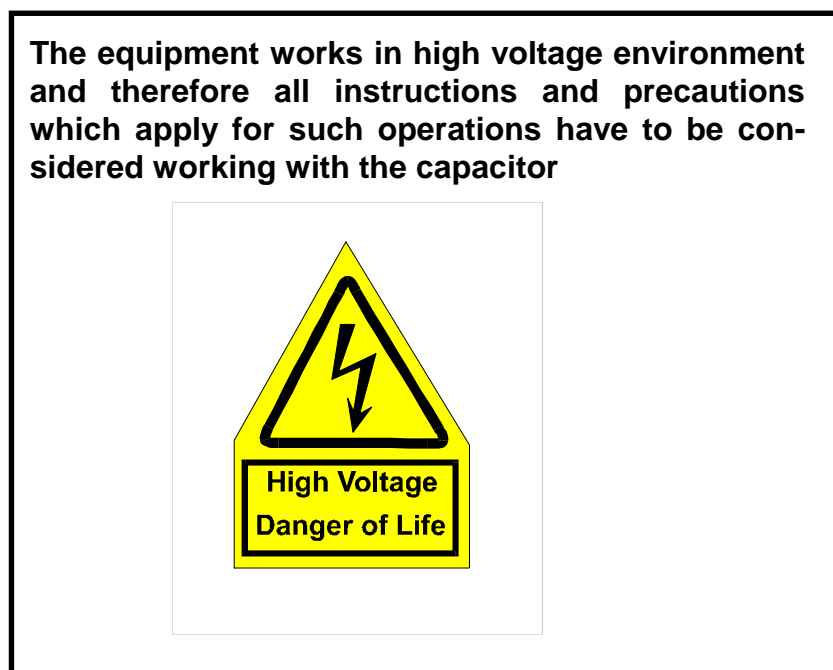 The equipment works in high voltage environment
and therefore all instructions and precautions
which apply for such operations have to be con-
sidered working with the capacitor
High Voltage
Danger of Life